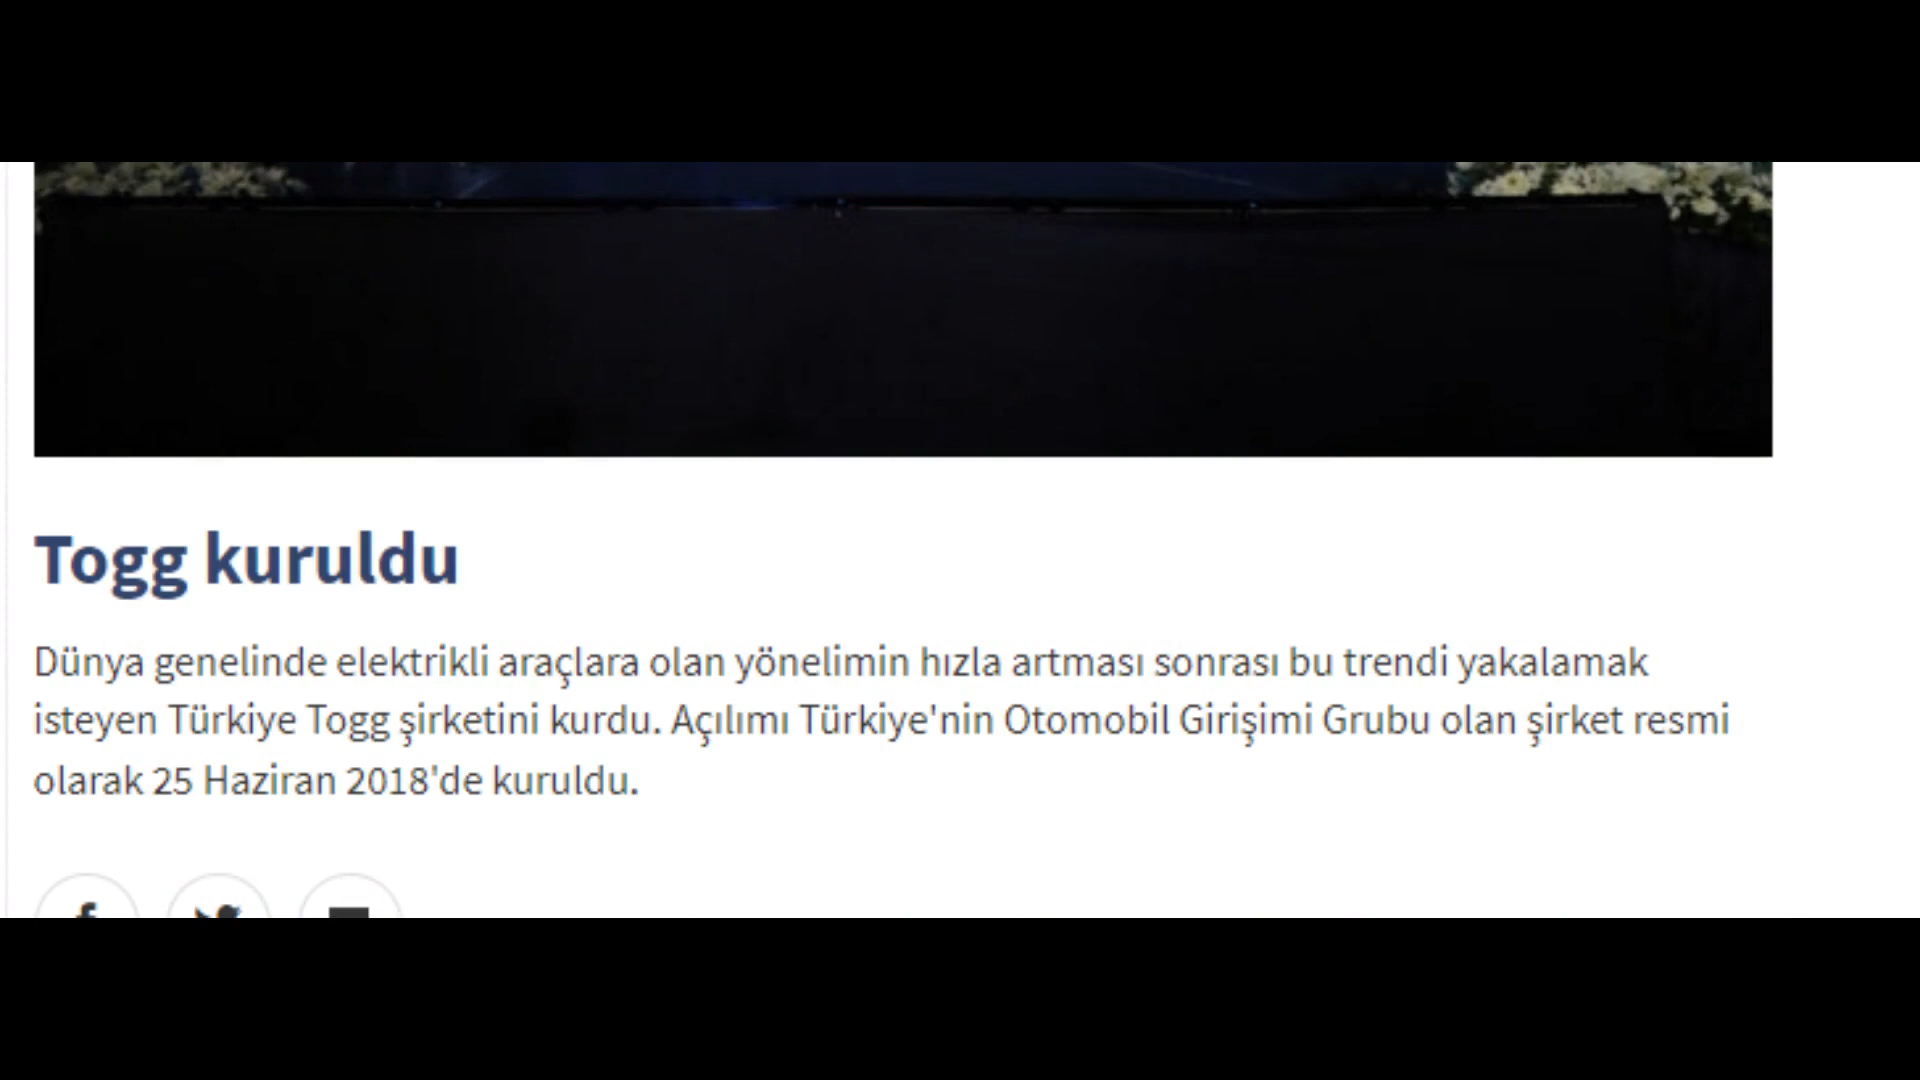 Togg kuruldu
Dünya genelinde elektrikli araçlara olan yönelimin hızla artması sonrası bu trendi yakalamak
isteyen Türkiye Togg şirketini kurdu. Açılımı Türkiye'nin Otomobil Girişimi Grubu olan şirket resmi
olarak 25 Haziran 2018'de kuruldu.